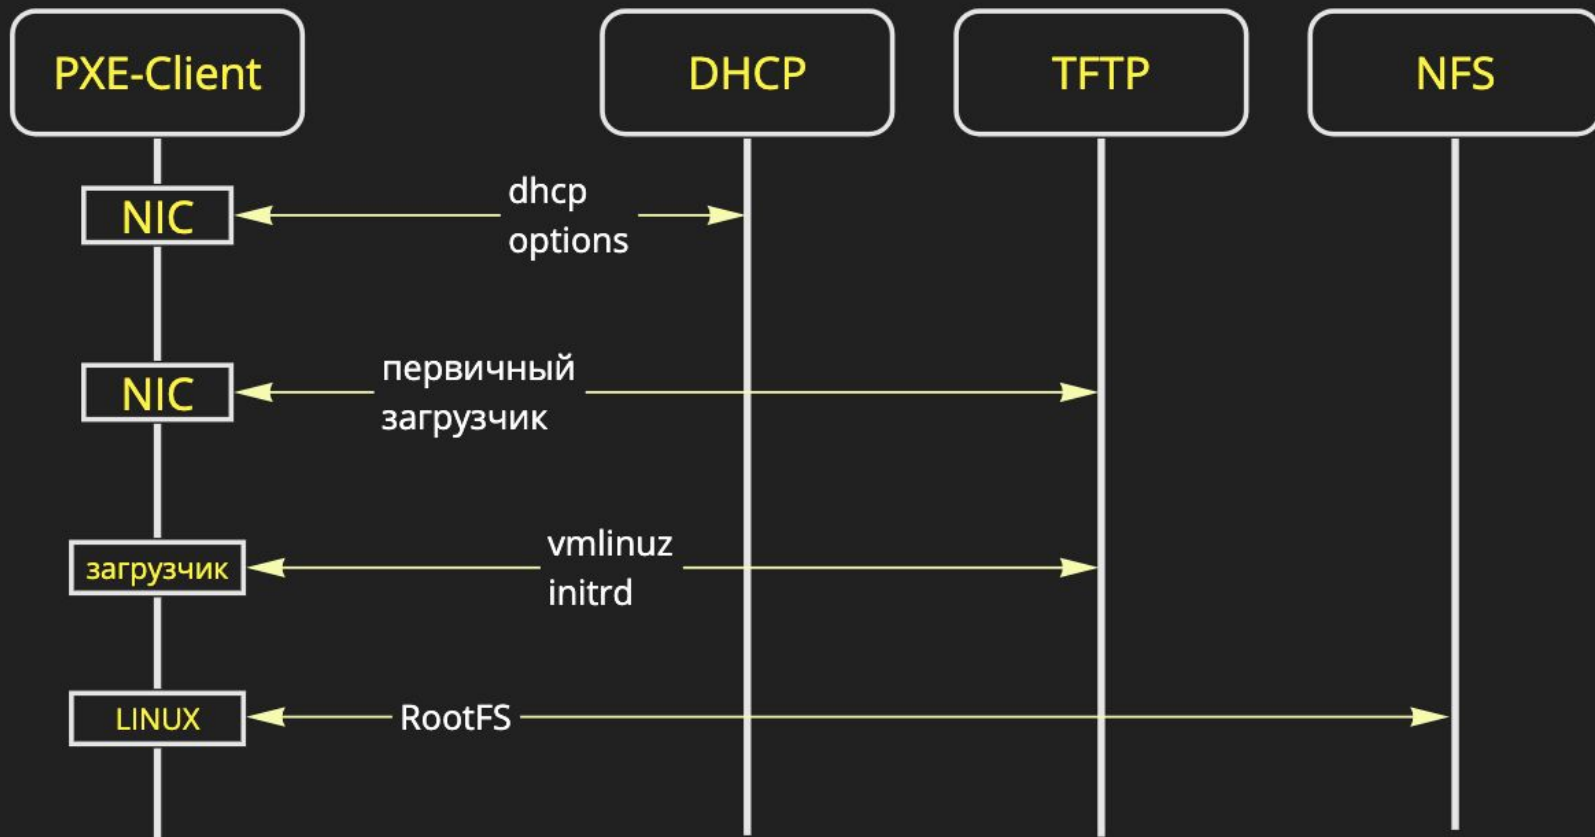 PXE-Client
DHCP
TFTP
NFS
NIC
dhcp
options
NIC
первичный
загрузчик
загрузчик
vmlinuz
initrd
LINUX
RootFS